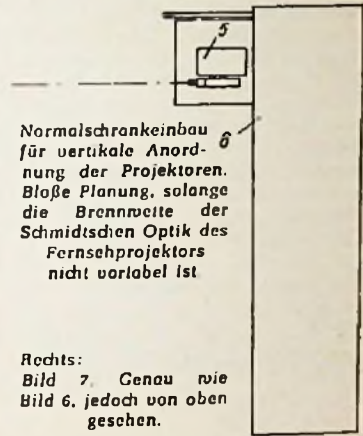 5
6
Normalschrankeinbau
für vertikale Anord-
nung der Projektoren.
Bloße Planung, solange
die Brennweite der
Schmidtschen Optik des
Fernsehprojektors
nicht variabel ist
Rechts:
Bild 7. Genau wie
Bild 6, jedoch von oben
gesehen.